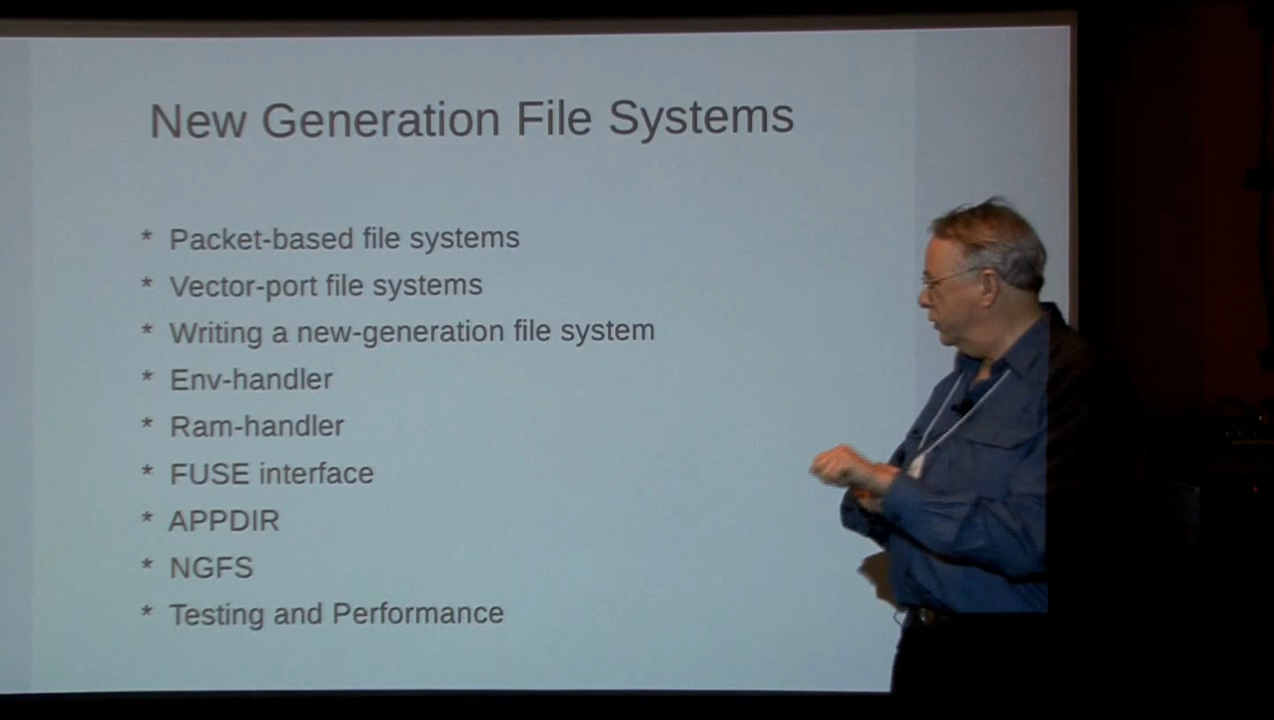 New Generation File Systems
* Packet-based file systems
* Vector-port file systems
* Writing a new-generation file system
* Env-handler
* Ram-handler
* FUSE interface
* APPDIR
* NGFS
* Testing and Performance